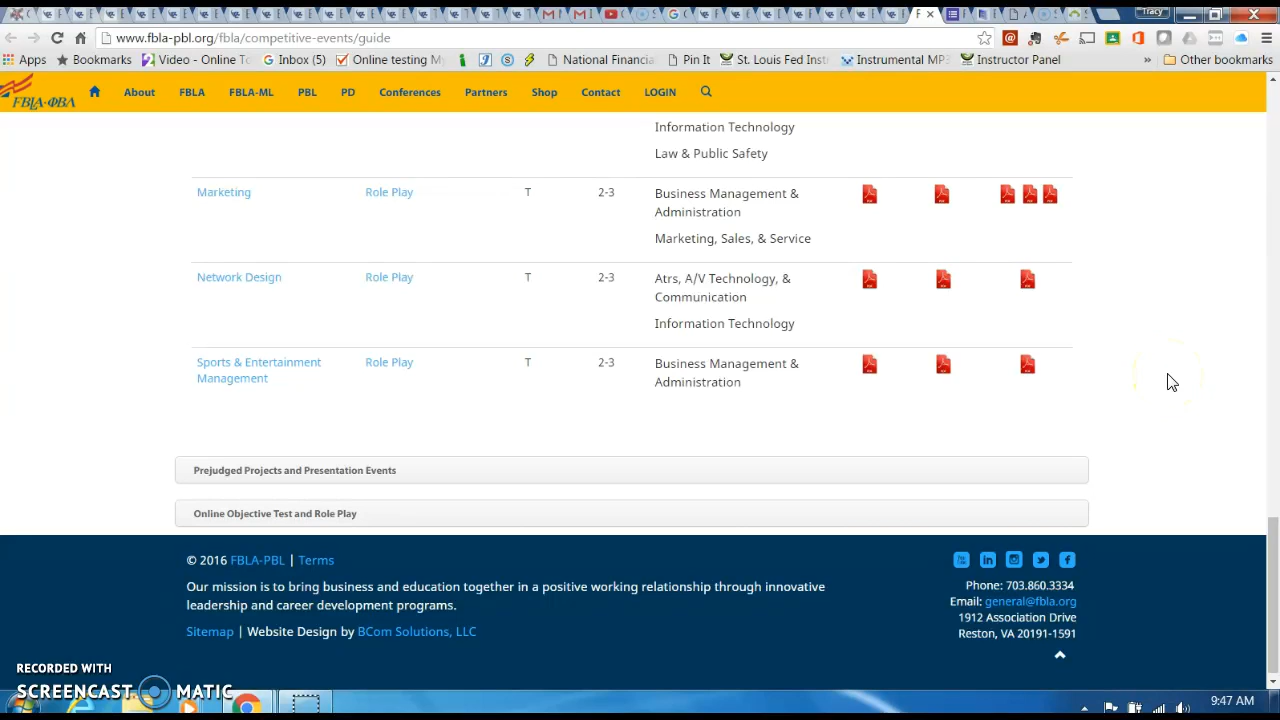 Tracy
www.fbla-pbl.org/fbla/competitive-events/guide
Apps Bookmarks Video - Online Te Inbox (5) Online testing My National Financia Pin It St. Louis Fed Inst Instrumental MP3 Instructor Panel » Other bookmarks
FBLA-ΦBΛ About FBLA FBLA-ML PBL PD Conferences Partners Shop Contact LOGIN
Information Technology
Law & Public Safety
Marketing Role Play T 2-3 Business Management &
Administration
Marketing, Sales, & Service
Network Design Role Play T 2-3 Atrs, A/V Technology, &
Communication
Information Technology
Sports & Entertainment Role Play T 2-3 Business Management &
Management Administration
Prejudged Projects and Presentation Events
Online Objective Test and Role Play
© 2016 FBLA-PBL | Terms
Our mission is to bring business and education together in a positive working relationship through innovative
leadership and career development programs.
Sitemap | Website Design by BCom Solutions, LLC
Phone: 703.860.3334
Email: general@fbla.org
1912 Association Drive
Reston, VA 20191-1591
RECORDED WITH
SCREENCAST MATIC
9:47 AM